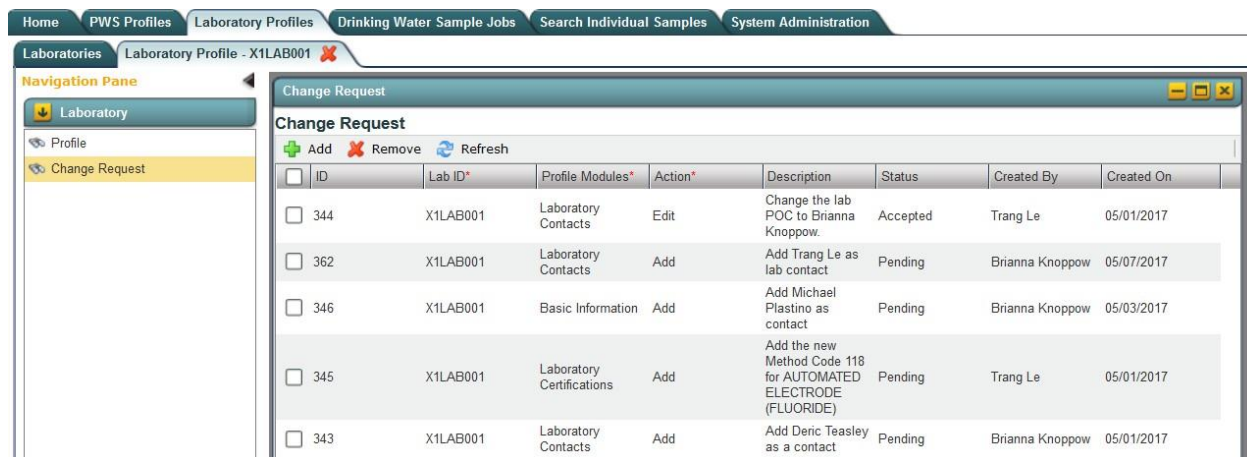 Home PWS Profiles Laboratory Profiles Drinking Water Sample Jobs Search Individual Samples System Administration
Laboratories Laboratory Profile - X1LAB001
Navigation Pane
Laboratory
Profile
Change Request
Change Request
Change Request
Add Remove Refresh
ID Lab ID* Profile Modules* Action* Description Status Created By Created On
344 X1LAB001 Laboratory Contacts Edit Change the lab POC to Brianna Knoppow. Accepted Trang Le 05/01/2017
362 X1LAB001 Laboratory Contacts Add Add Trang Le as lab contact Pending Brianna Knoppow 05/07/2017
346 X1LAB001 Basic Information Add Add Michael Plastino as contact Pending Brianna Knoppow 05/03/2017
345 X1LAB001 Laboratory Certifications Add Add the new Method Code 118 for AUTOMATED ELECTRODE (FLUORIDE) Pending Trang Le 05/01/2017
343 X1LAB001 Laboratory Contacts Add Add Deric Teasley as a contact Pending Brianna Knoppow 05/01/2017